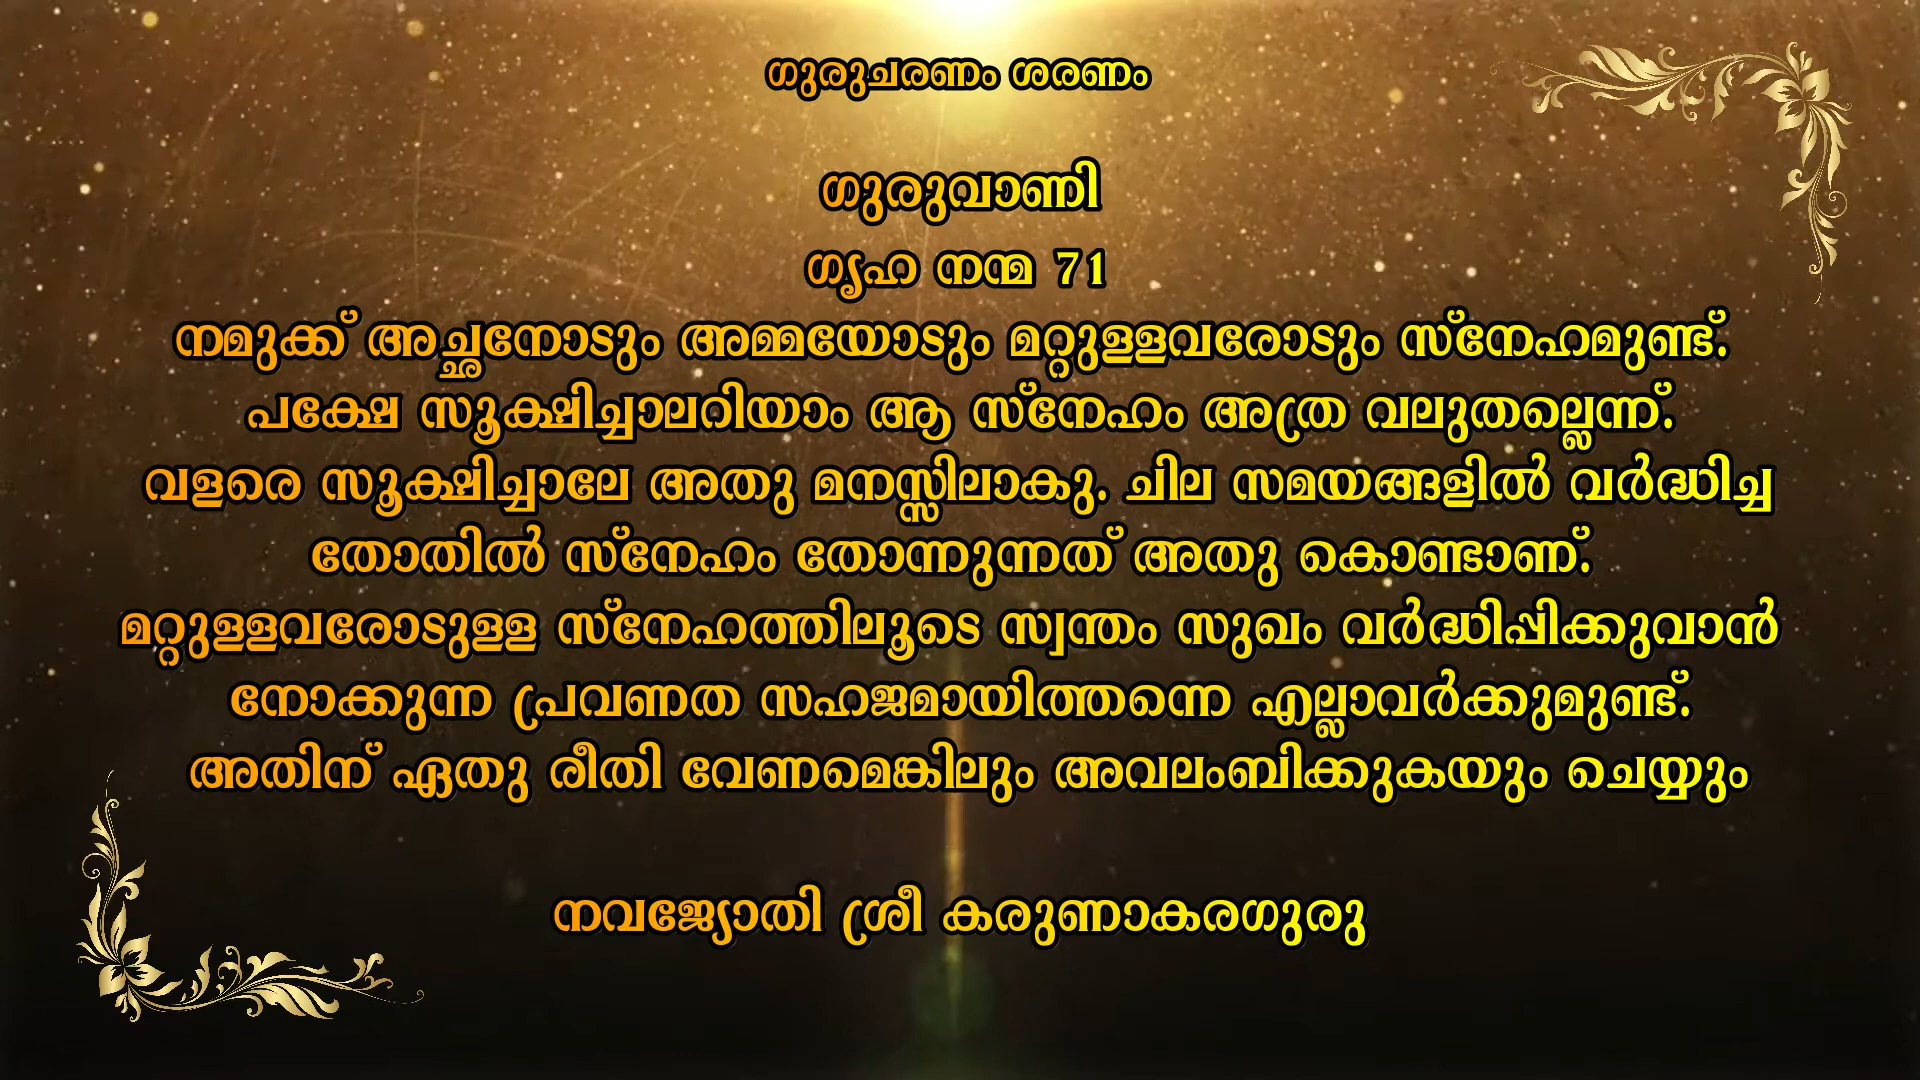 ഗുരുചരണം ശരണം
ഗുരുവാണി
ഗൃഹ നന്മ 71
നമുക്ക് അച്ഛനോടും അമ്മയോടും മറ്റുള്ളവരോടും സ്നേഹമുണ്ട്.
പക്ഷേ സൂക്ഷിച്ചാലറിയാം ആ സ്നേഹം അത്ര വലുതല്ലെന്ന്.
വളരെ സൂക്ഷിച്ചാലേ അതു മനസ്സിലാകു. ചില സമയങ്ങളിൽ വർദ്ധിച്ച
തോതിൽ സ്നേഹം തോന്നുന്നത് അതു കൊണ്ടാണ്.
മറ്റുള്ളവരോടുള്ള സ്നേഹത്തിലൂടെ സ്വന്തം സുഖം വർദ്ധിപ്പിക്കുവാൻ
നോക്കുന്ന പ്രവണത സഹജമായിത്തന്നെ എല്ലാവർക്കുമുണ്ട്.
അതിന് ഏതു രീതി വേണമെങ്കിലും അവലംബിക്കുകയും ചെയ്യും
നവജ്യോതി ശ്രീ കരുണാകരഗുരു